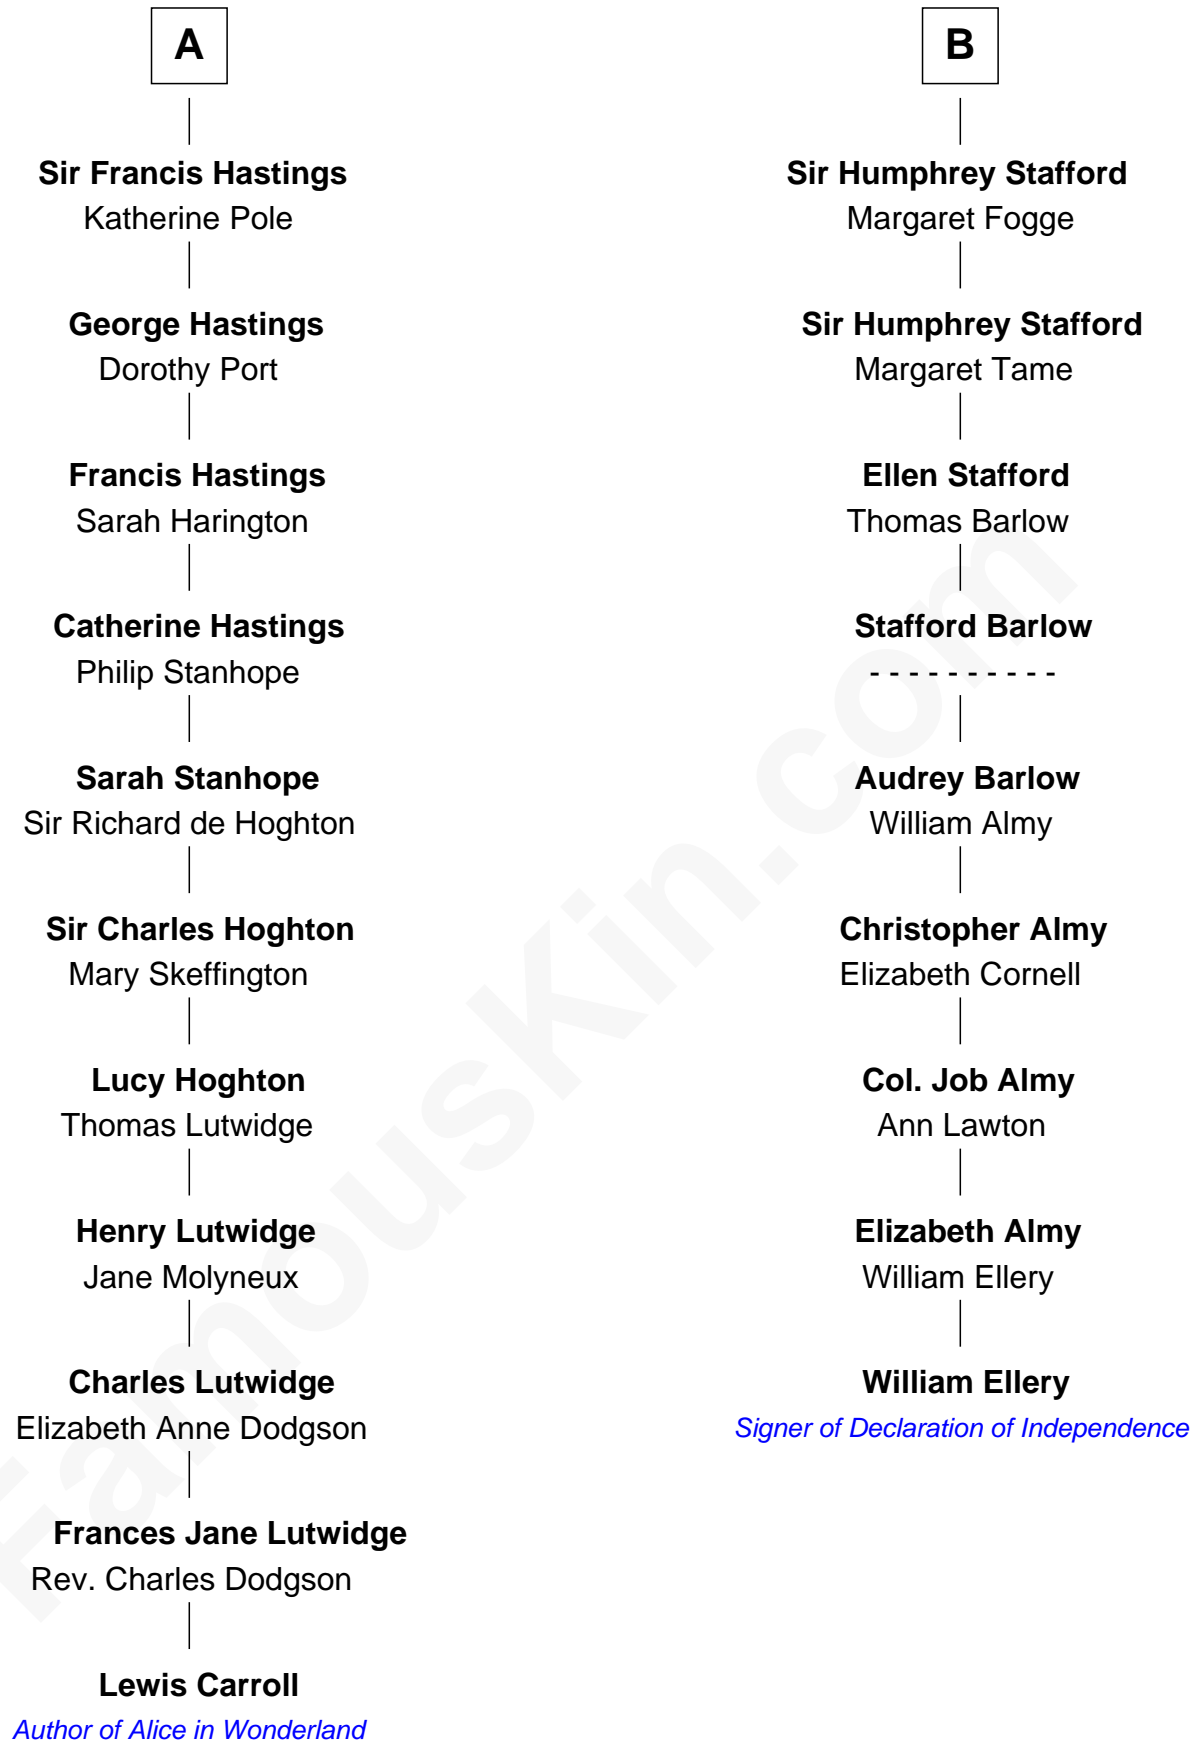 A
Sir Francis Hastings
Katherine Pole
George Hastings
Dorothy Port
Francis Hastings
Sarah Harington
Catherine Hastings
Philip Stanhope
Sarah Stanhope
Sir Richard de Hoghton
Sir Charles Hoghton
Mary Skeffington
Lucy Hoghton
Thomas Lutwidge
Henry Lutwidge
Jane Molyneux
Charles Lutwidge
Elizabeth Anne Dodgson
Frances Jane Lutwidge
Rev. Charles Dodgson
Lewis Carroll
Author of Alice in Wonderland
B
Sir Humphrey Stafford
Margaret Fogge
Sir Humphrey Stafford
Margaret Tame
Ellen Stafford
Thomas Barlow
Stafford Barlow
- - - - - - - - - -
Audrey Barlow
William Almy
Christopher Almy
Elizabeth Cornell
Col. Job Almy
Ann Lawton
Elizabeth Almy
William Ellery
William Ellery
Signer of Declaration of Independence
FamousKin.com